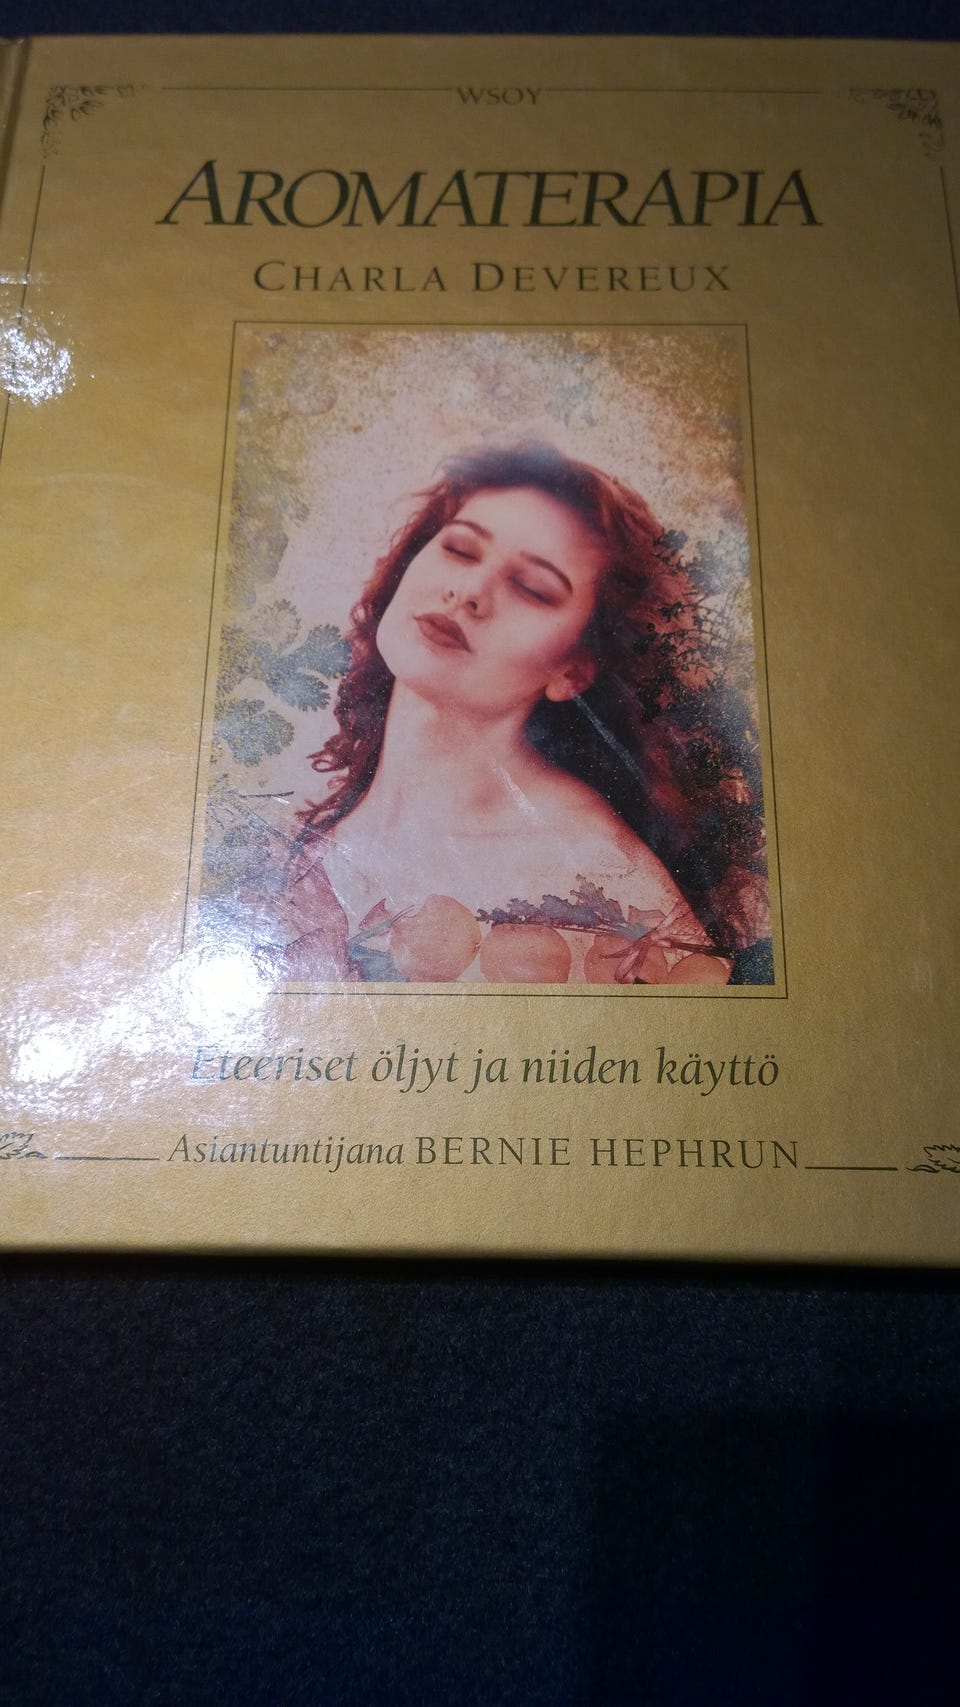 WSOY
AROMATERAPIA
CHARLA DEVEREUX
Eteeriset öljyt ja niiden käyttö
Asiantuntijana BERNIE HEPHRUN